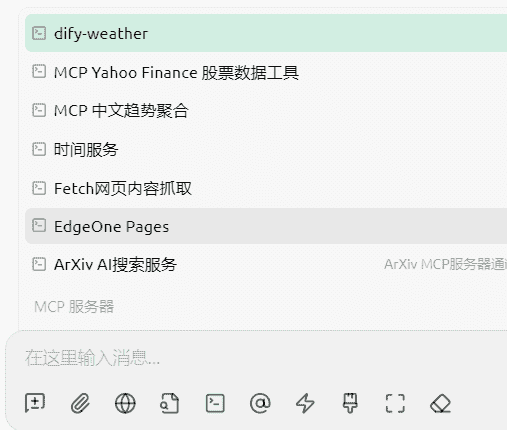 dify-weather
MCP Yahoo Finance 股票数据工具
MCP 中文趋势聚合
时间服务
Fetch网页内容抓取
EdgeOne Pages
ArXiv AI搜索服务 ArXiv MCP服务器通
MCP 服务器
在这里输入消息...